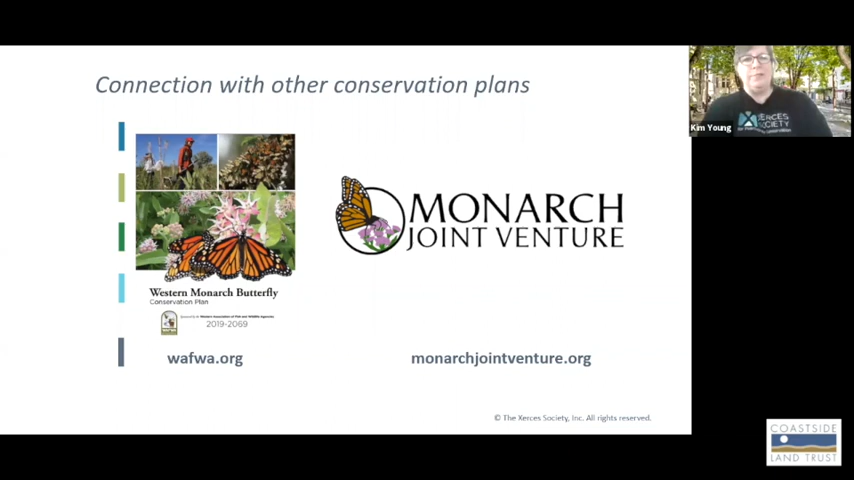 Connection with other conservation plans
Kim Young
XERCES
SOCIETY
MONARCH
JOINT VENTURE
Western Monarch Butterfly
Conservation Plan
2019-2069
wafwa.org
monarchjointventure.org
© The Xerces Society, Inc. All rights reserved.
COASTSIDE
LAND TRUST